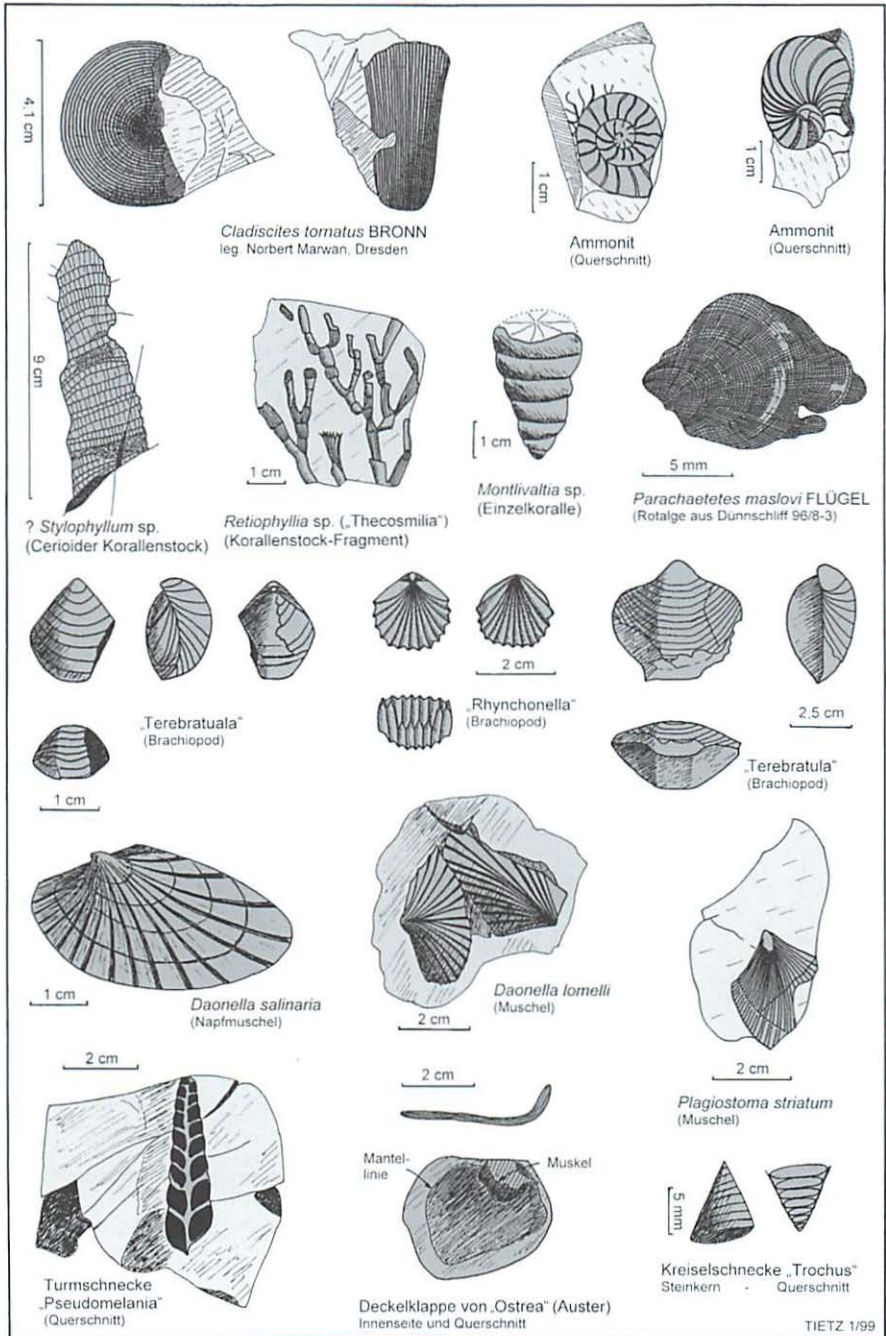 4,1 cm
Cladiscites tornatus BRONN
leg. Norbert Marwan, Dresden
1 cm
Ammonit
(Querschnitt)
1 cm
Ammonit
(Querschnitt)
9 cm
? Stylophyllum sp.
(Cerioider Korallenstock)
1 cm
Retiophyllia sp. („Thecosmilia“)
(Korallenstock-Fragment)
1 cm
Montlivaltia sp.
(Einzelkoralle)
5 mm
Parachaetetes maslovi FLÜGEL
(Rotalge aus Dünnschliff 96/8-3)
„Terebratuala“
(Brachiopod)
1 cm
2 cm
„Rhynchonella“
(Brachiopod)
2,5 cm
„Terebratula“
(Brachiopod)
1 cm
Daonella salinaria
(Napfmuschel)
2 cm
Daonella lomelli
(Muschel)
2 cm
Plagiostoma striatum
(Muschel)
2 cm
Turmschnecke
„Pseudomelania“
(Querschnitt)
2 cm
Mantel-
linie
Muskel
Deckelklappe von „Ostrea“ (Auster)
Innenseite und Querschnitt
5 mm
Kreiselschnecke „Trochus“
Steinkern - Querschnitt
TIETZ 1/99